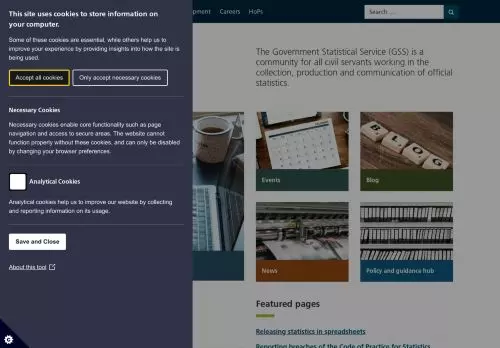 This site uses cookies to store information on
your computer.
Some of these cookies are essential, while others help us to
improve your experience by providing insights into how the site is
being used.
Accept all cookies
Only accept necessary cookies
Necessary Cookies
Necessary cookies enable core functionality such as page
navigation and access to secure areas. The website cannot
function properly without these cookies, and can only be disabled
by changing your browser preferences.
Analytical Cookies
Analytical cookies help us to improve our website by collecting
and reporting information on its usage.
Save and Close
About this tool
Careers HoPs
Search ...
The Government Statistical Service (GSS) is a
community for all civil servants working in the
collection, production and communication of official
statistics.
BLOG
Events
Blog
News
Policy and guidance hub
Featured pages
Releasing statistics in spreadsheets
Reporting breaches of the Code of Practice for Statistics